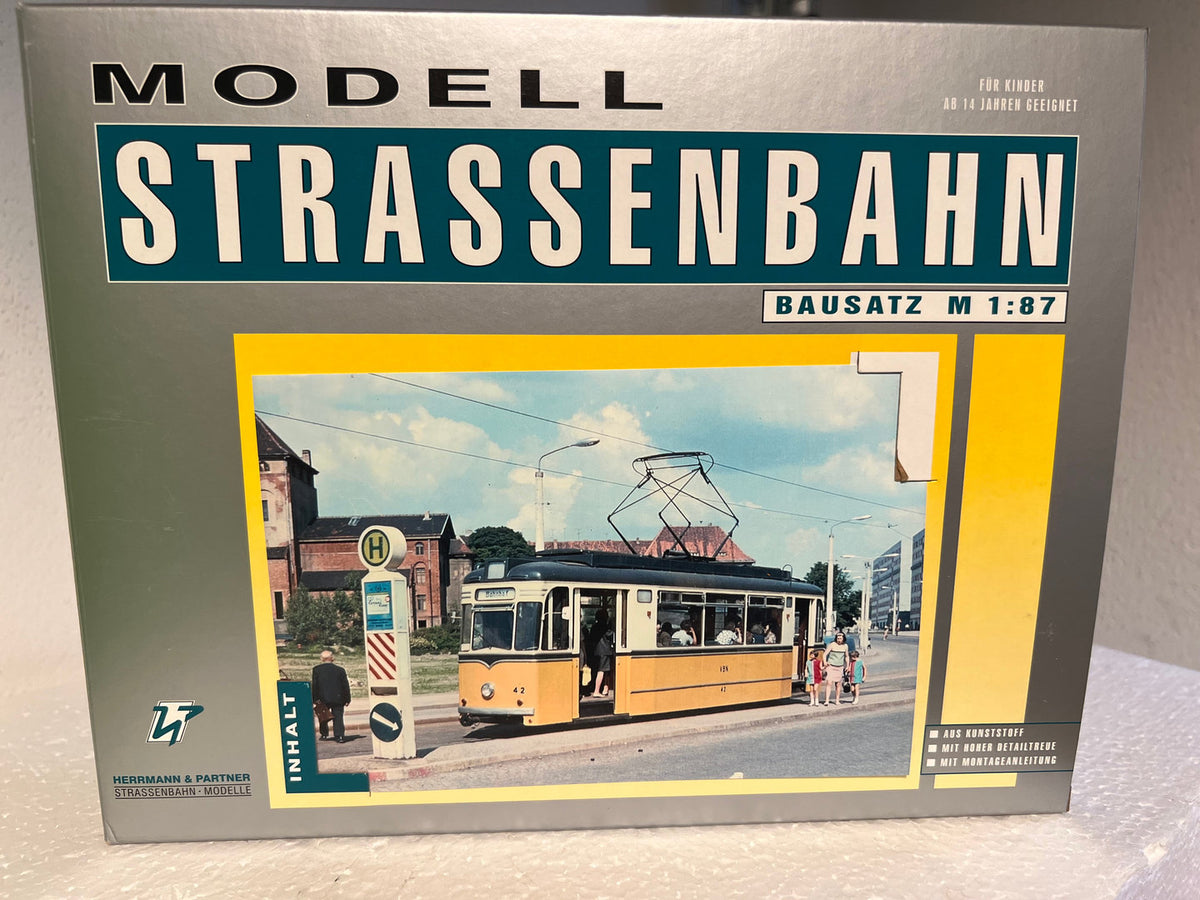 MODELL
FÜR KINDER
AB 14 JAHREN GEEIGNET
STRASSENBAHN
BAUSATZ M 1:87
H
Bahnhof
42
42
INHALT
AUS KUNSTSTOFF
MIT HOHER DETAILTREUE
MIT MONTAGEANLEITUNG
HERRMANN & PARTNER
STRASSENBAHN · MODELLE